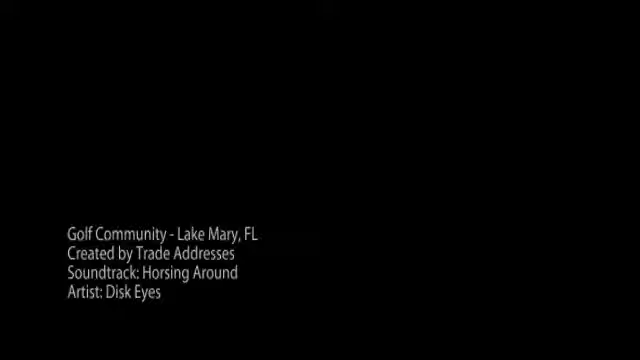 Golf Community - Lake Mary, FL
Created by Trade Addresses
Soundtrack: Horsing Around
Artist: Disk Eyes